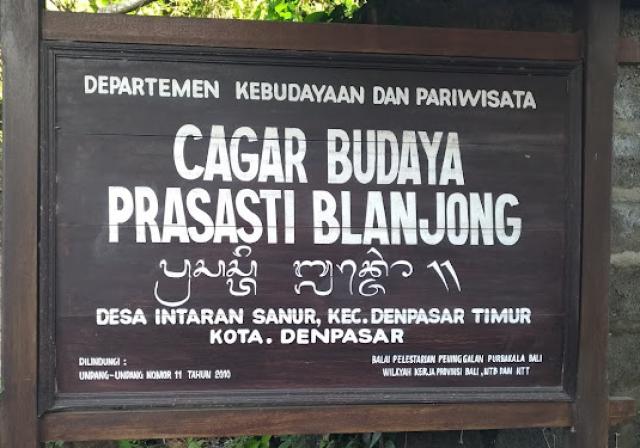 DEPARTEMEN KEBUDAYAAN DAN PARIWISATA
CAGAR BUDAYA
PRASASTI BLANJONG
DESA INTARAN SANUR, KEC. DENPASAR TIMUR
KOTA. DENPASAR
DILINDUNGI :
UNDANG-UNDANG NOMOR 11 TAHUN 2010
BALAI PELESTARIAN PENINGGALAN PURBAKALA BALI
WILAYAH KERJA PROVINSI BALI, NTB DAN NTT